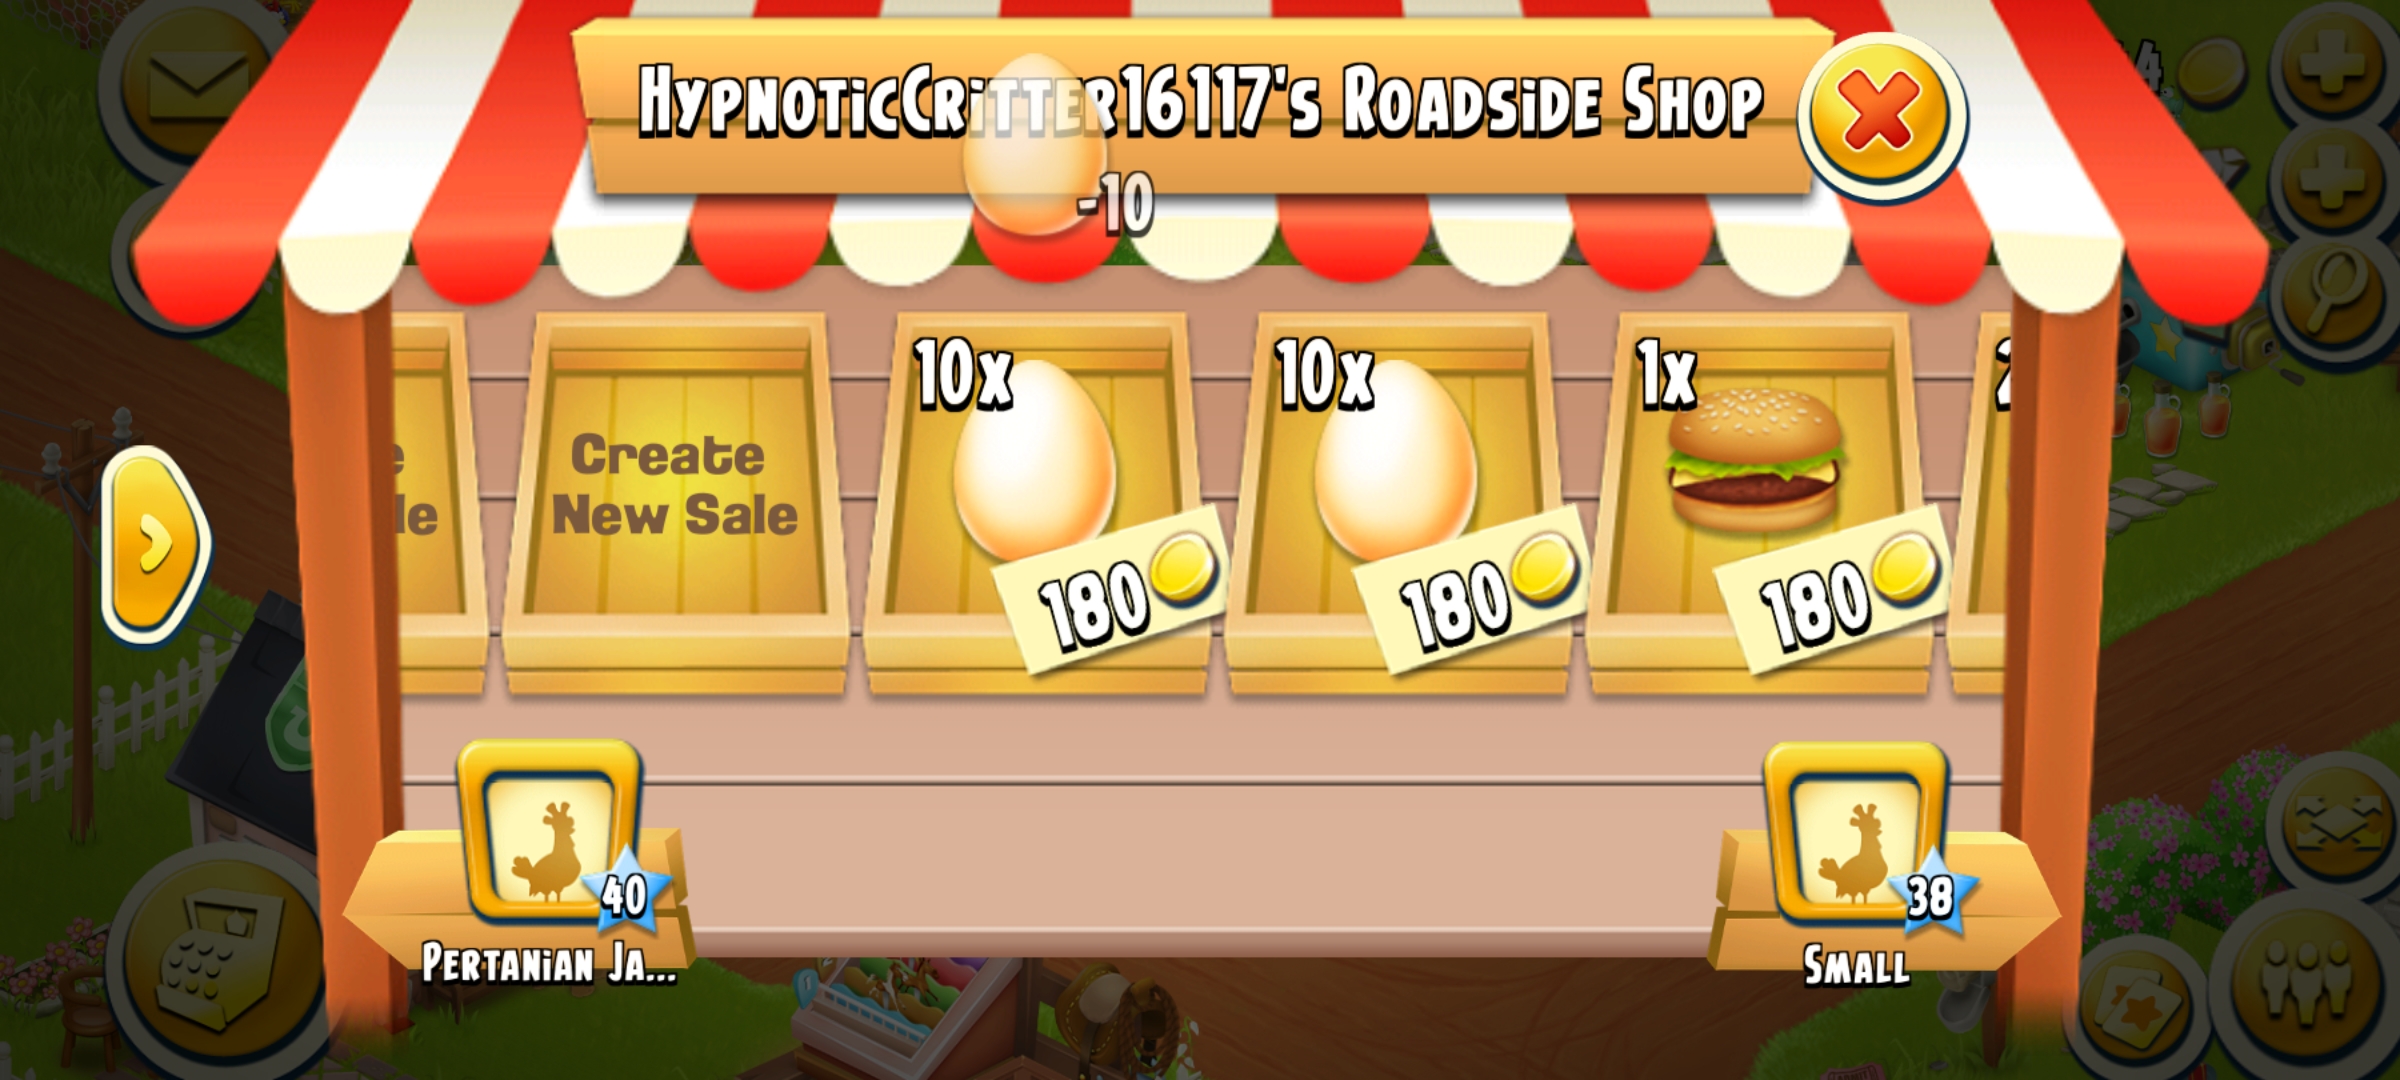 HypnoticCritter16117's Roadside Shop
-10
Create
New Sale
10x
180
10x
180
1x
180
40
Pertanian Ja...
38
Small